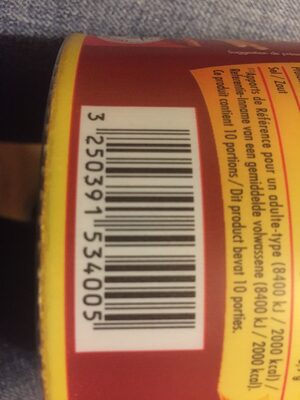 Sel / Zout
*Apports de Référence pour un adulte-type (8400 kJ / 2000 kcal) /
Referentie-Inname van een gemiddelde volwassene (8400 kJ / 2000 kcal).
Ce produit contient 10 portions / Dit product bevat 10 porties.
3 250391 534005